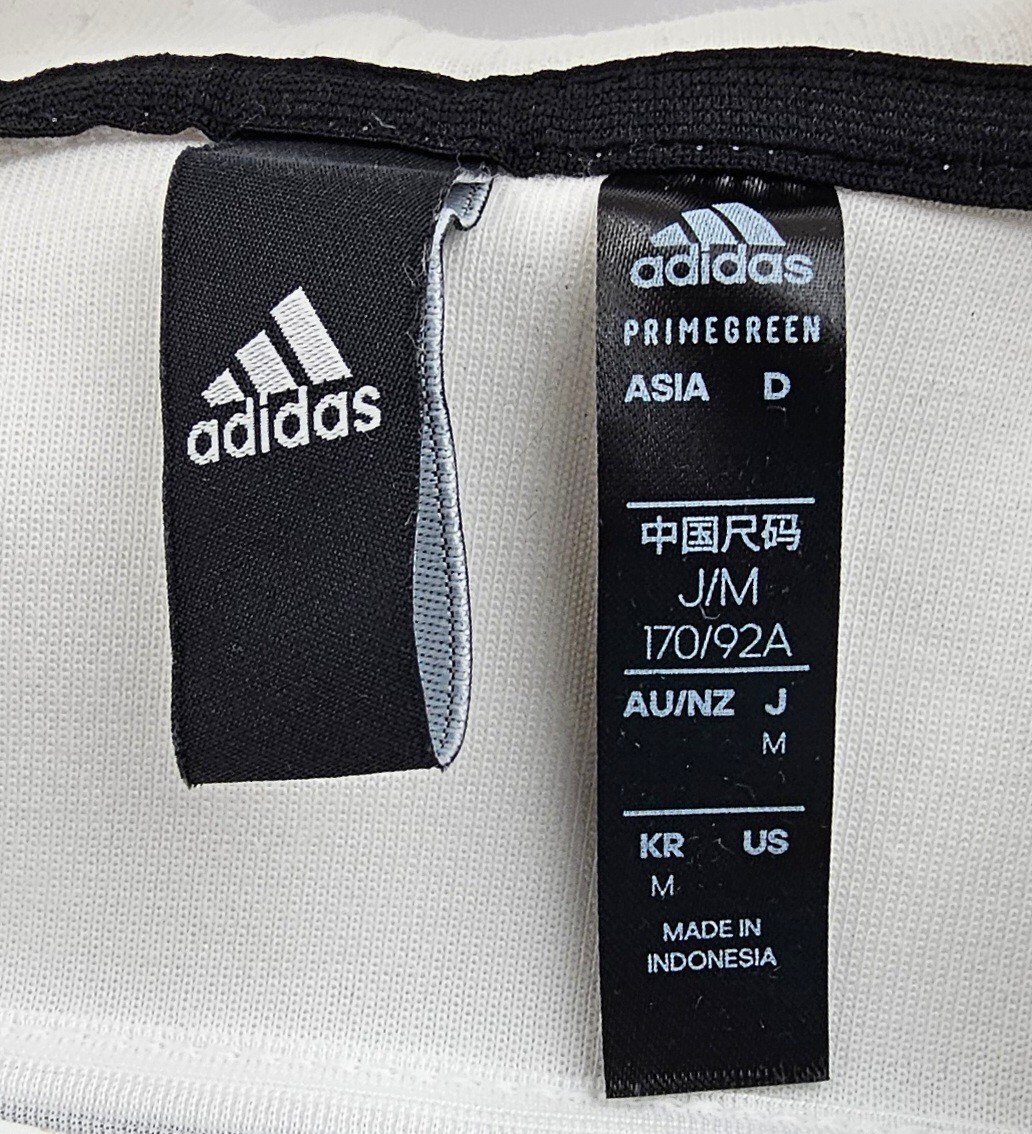 adidas
adidas
PRIMEGREEN
ASIA D
中国尺码
J/M
170/92A
AU/NZ J
M
KR US
M
MADE IN
INDONESIA